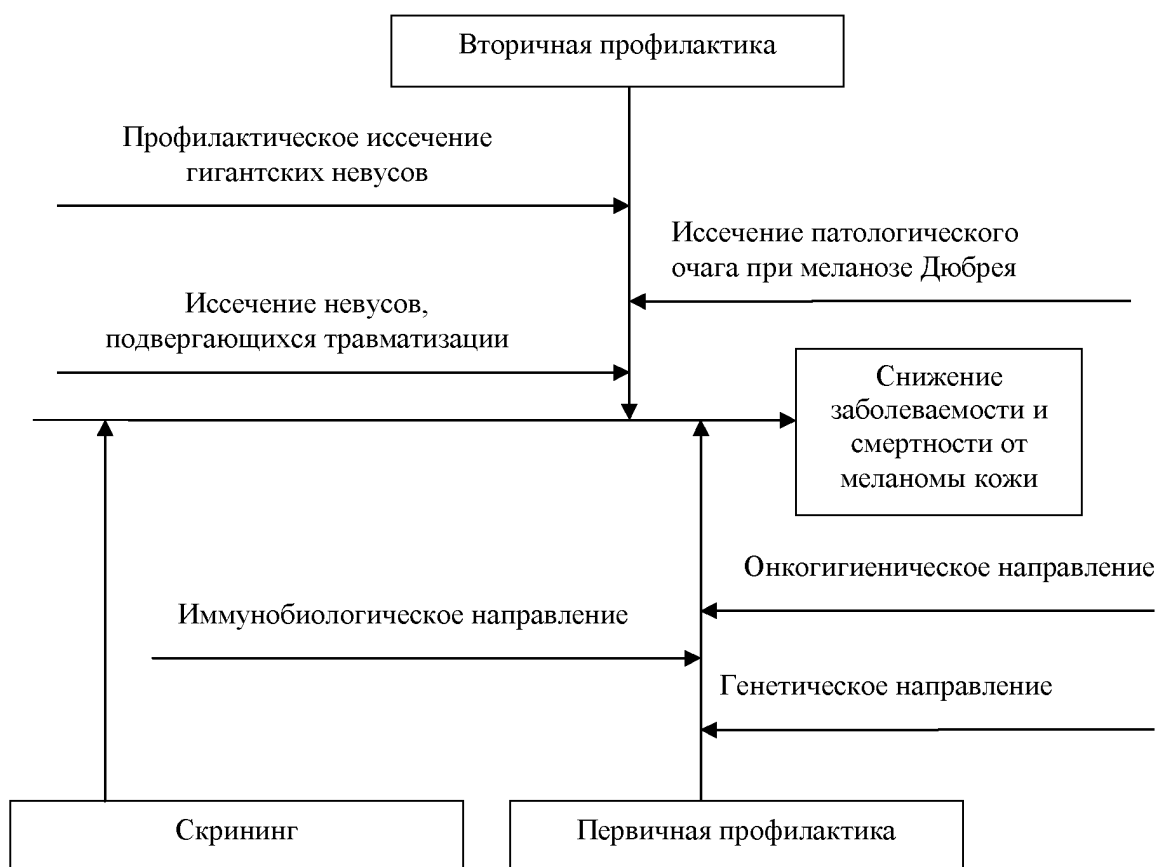 Вторичная профилактика
Профилактическое иссечение
гигантских невусов
Иссечение патологического
очага при меланозе Дюбрея
Иссечение невусов,
подвергающихся травматизации
Снижение
заболеваемости и
смертности от
меланомы кожи
Онкогигиеническое направление
Иммунобиологическое направление
Генетическое направление
Скрининг
Первичная профилактика